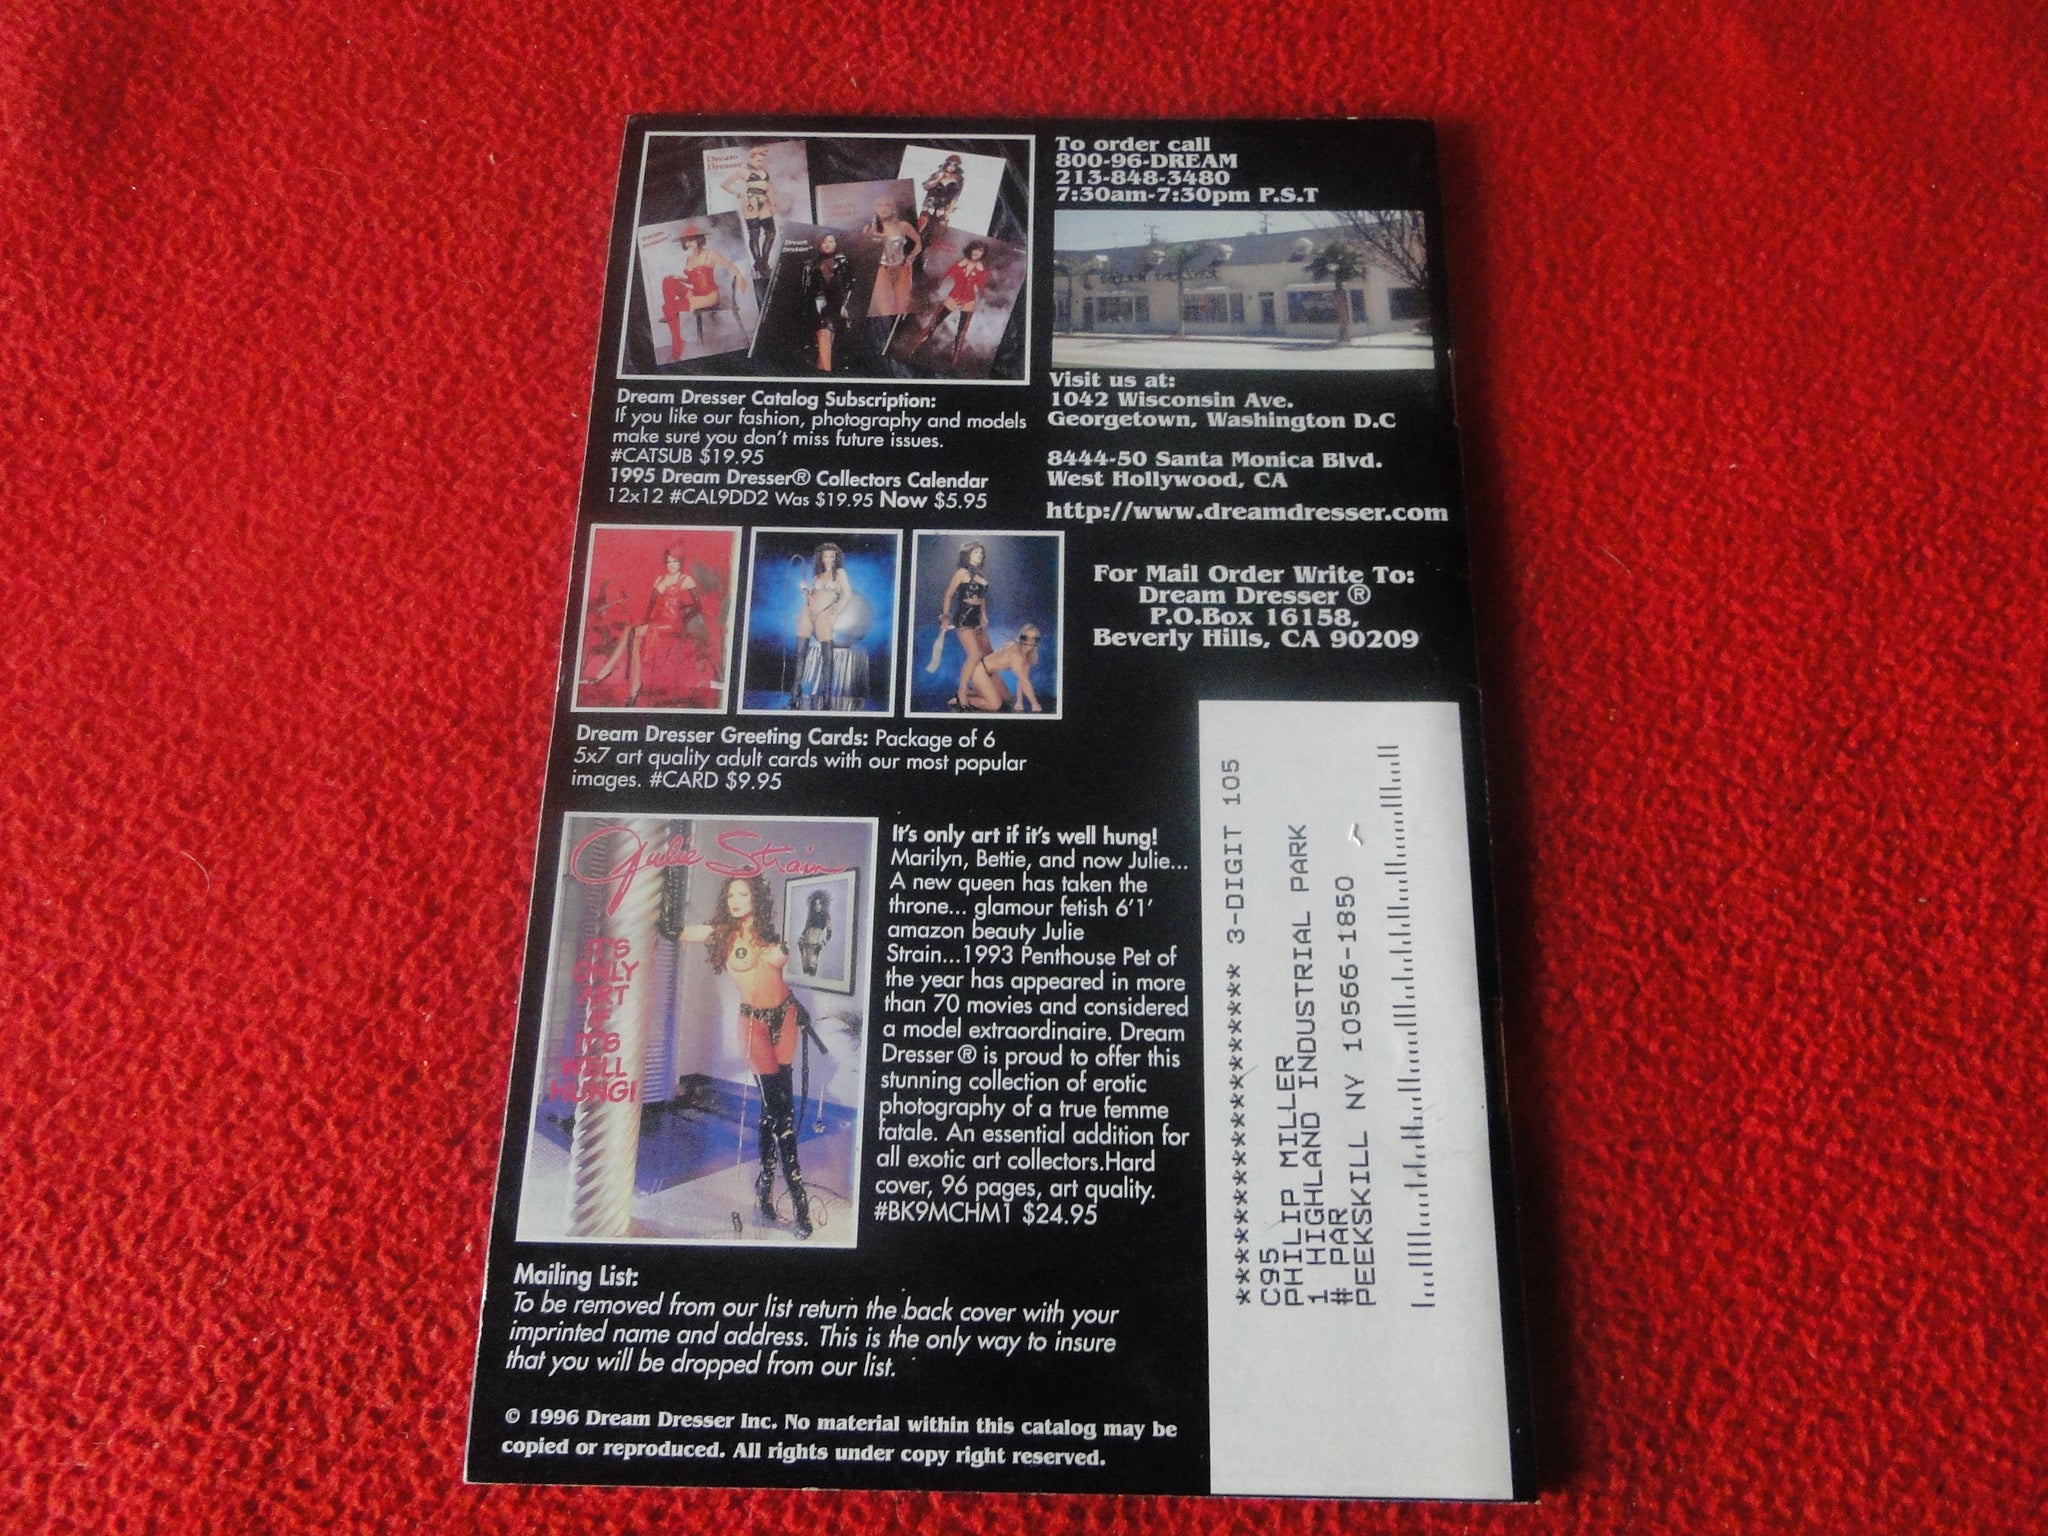 Dream
Dresser
Dream
Dresser
Dream
Dresser
To order call
800-96-DREAM
213-848-3480
7:30am-7:30pm P.S.T
Visit us at:
1042 Wisconsin Ave.
Georgetown, Washington D.C
8444-50 Santa Monica Blvd.
West Hollywood, CA
http://www.dreamdresser.com
For Mail Order Write To:
Dream Dresser ®
P.O.Box 16158,
Beverly Hills, CA 90209
Dream Dresser Catalog Subscription:
If you like our fashion, photography and models
make sure you don't miss future issues.
#CATSUB $19.95
1995 Dream Dresser® Collectors Calendar
12x12 #CAL9DD2 Was $19.95 Now $5.95
Dream Dresser Greeting Cards: Package of 6
5x7 art quality adult cards with our most popular
images. #CARD $9.95
Julie Strain
IT'S
ONLY
ART
IF
IT'S
WELL
HUNG!
It's only art if it's well hung!
Marilyn, Bettie, and now Julie...
A new queen has taken the
throne... glamour fetish 6'1'
amazon beauty Julie
Strain...1993 Penthouse Pet of
the year has appeared in more
than 70 movies and considered
a model extraordinaire. Dream
Dresser ® is proud to offer this
stunning collection of erotic
photography of a true femme
fatale. An essential addition for
all exotic art collectors.Hard
cover, 96 pages, art quality.
#BK9MCHM1 $24.95
Mailing List:
To be removed from our list return the back cover with your
imprinted name and address. This is the only way to insure
that you will be dropped from our list.
© 1996 Dream Dresser Inc. No material within this catalog may be
copied or reproduced. All rights under copy right reserved.
************************ 3-DIGIT 105
C95
PHILIP MILLER
1 HIGHLAND INDUSTRIAL PARK
# PAR
PEEKSKILL NY 10566-1850